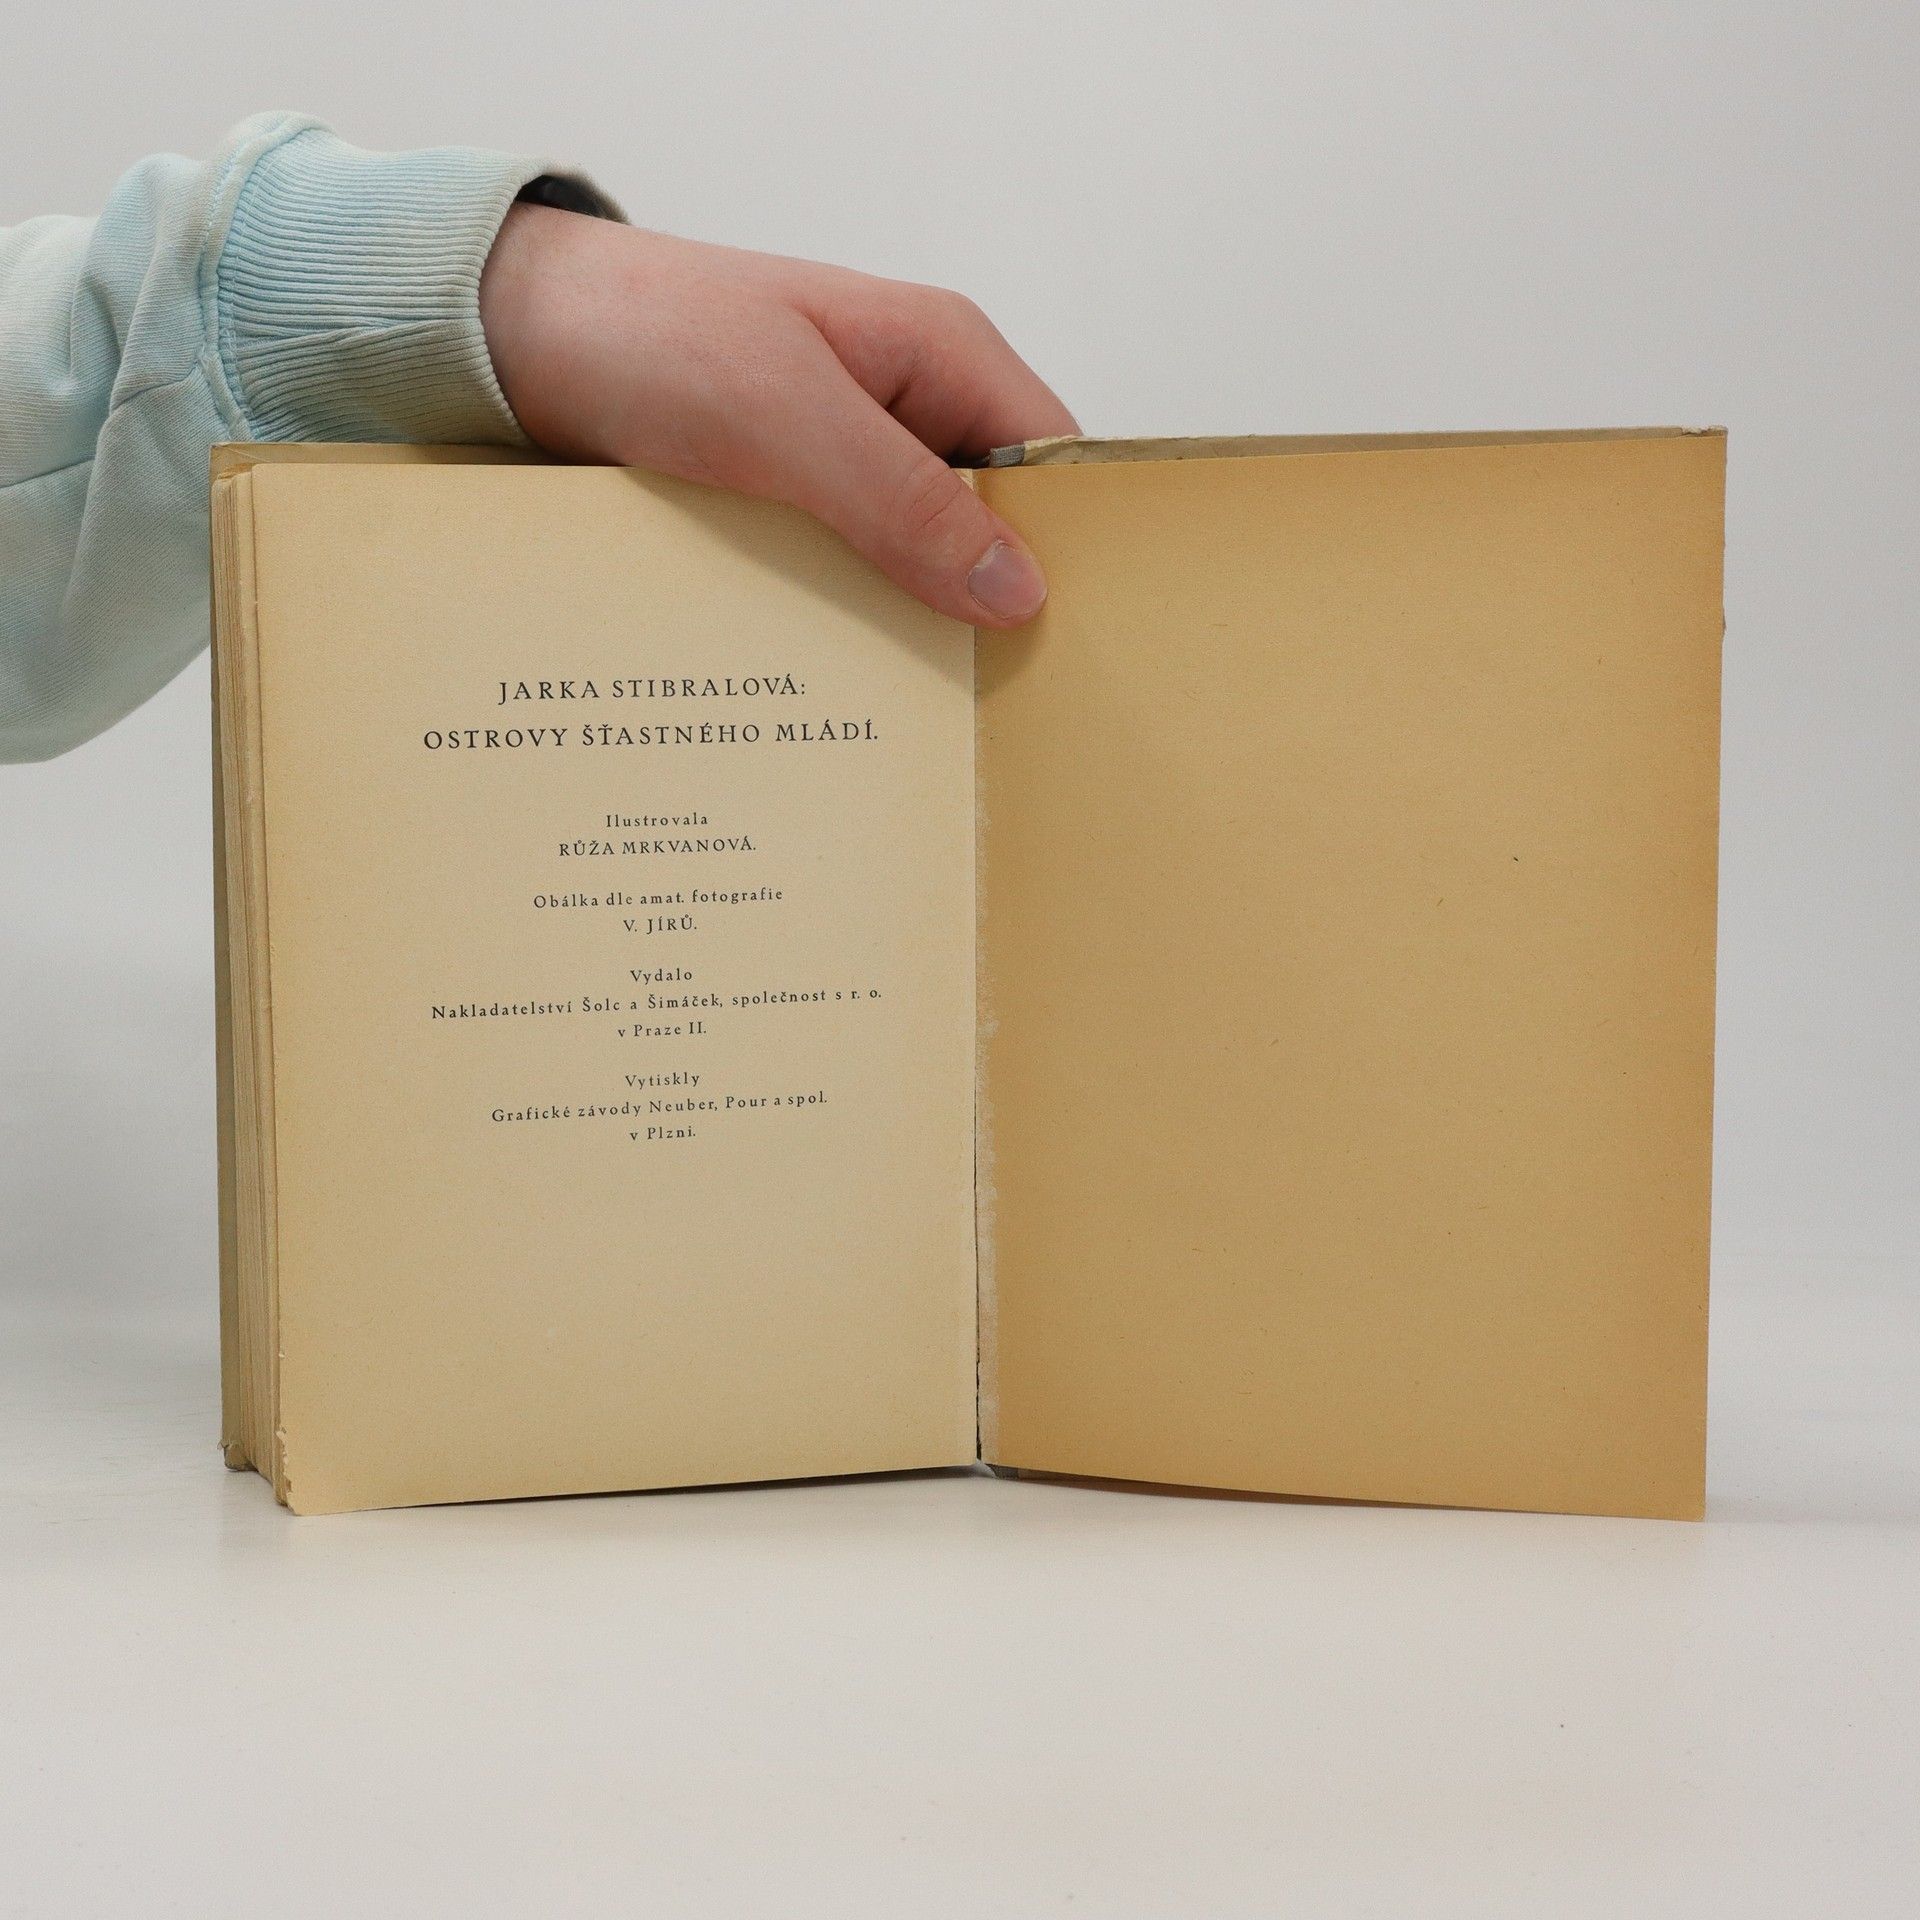 JARKA STIBRALOVÁ:
OSTROVY ŠŤASTNÉHO MLÁDÍ.
Ilustrovala
RŮŽA MRKVANOVÁ.
Obálka dle amat. fotografie
V. JÍRŮ.
Vydalo
Nakladatelství Šolc a Šimáček, společnost s r. o.
v Praze II.
Vytiskly
Grafické závody Neuber, Pour a spol.
v Plzni.